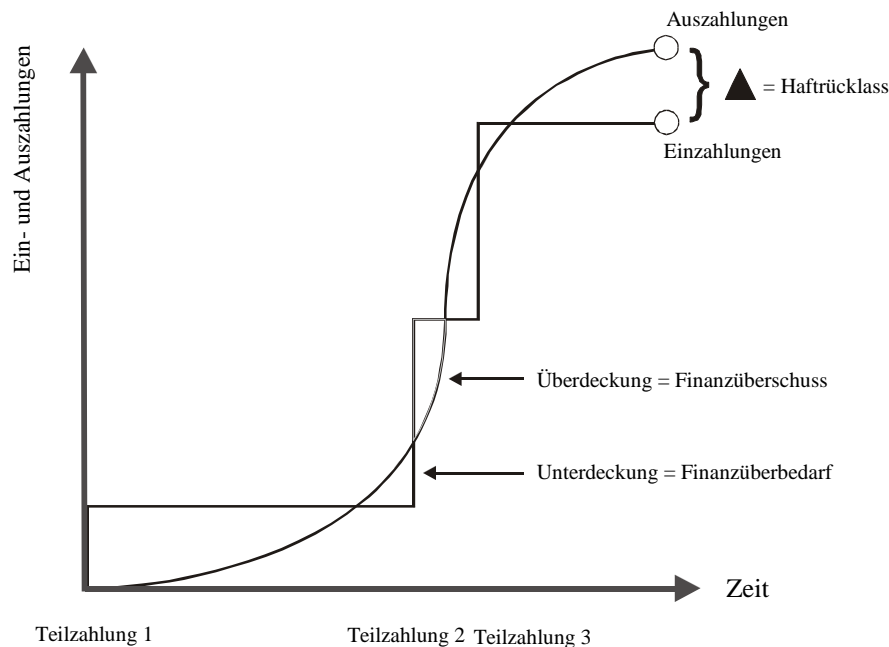 Auszahlungen
= Haftrücklass
Einzahlungen
Ein- und Auszahlungen
Überdeckung = Finanzüberschuss
Unterdeckung = Finanzüberbedarf
Zeit
Teilzahlung 1
Teilzahlung 2
Teilzahlung 3